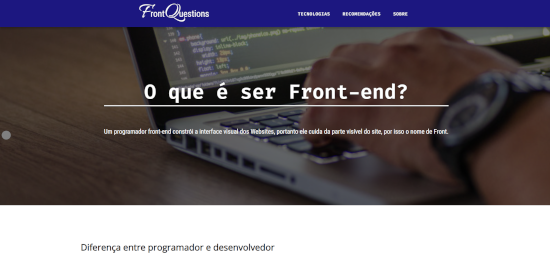 FrontQuestions
TECNOLOGIAS RECOMENDAÇÕES SOBRE
O que é ser Front-end?
Um programador front-end constrói a interface visual dos Websites, portanto ele cuida da parte visível do site, por isso o nome de Front.
Diferença entre programador e desenvolvedor